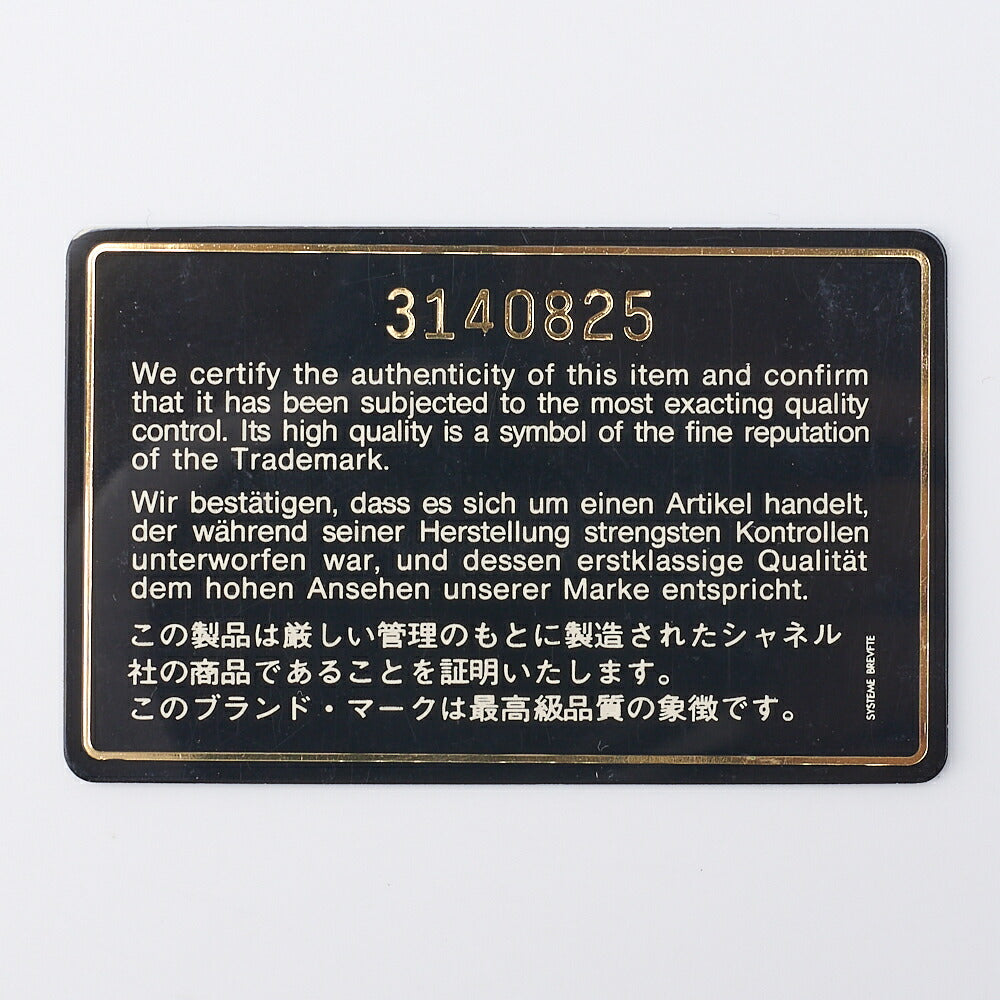 3140825
We certify the authenticity of this item and confirm
that it has been subjected to the most exacting quality
control. Its high quality is a symbol of the fine reputation
of the Trademark.
Wir bestätigen, dass es sich um einen Artikel handelt,
der während seiner Herstellung strengsten Kontrollen
unterworfen war, und dessen erstklassige Qualität
dem hohen Ansehen unserer Marke entspricht.
この製品は厳しい管理のもとに製造されたシャネル
社の商品であることを証明いたします。
このブランド・マークは最高級品質の象徴です。
SYSTEME BREVETE